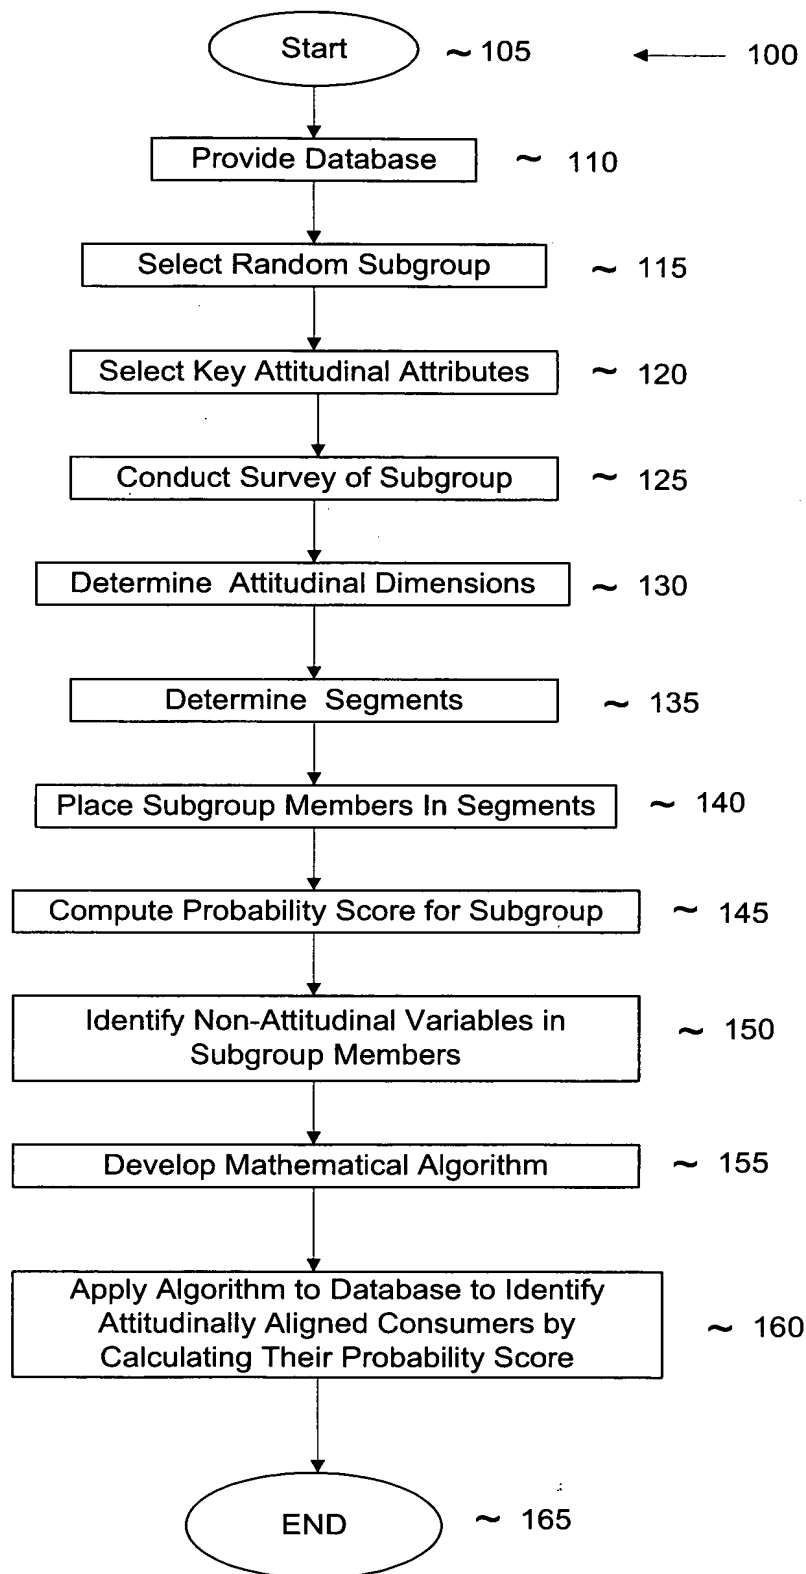 Start ~ 105 100
Provide Database ~ 110
Select Random Subgroup ~ 115
Select Key Attitudinal Attributes ~ 120
Conduct Survey of Subgroup ~ 125
Determine Attitudinal Dimensions ~ 130
Determine Segments ~ 135
Place Subgroup Members In Segments ~ 140
Compute Probability Score for Subgroup ~ 145
Identify Non-Attitudinal Variables in
Subgroup Members ~ 150
Develop Mathematical Algorithm ~ 155
Apply Algorithm to Database to Identify
Attitudinally Aligned Consumers by
Calculating Their Probability Score ~ 160
END ~ 165